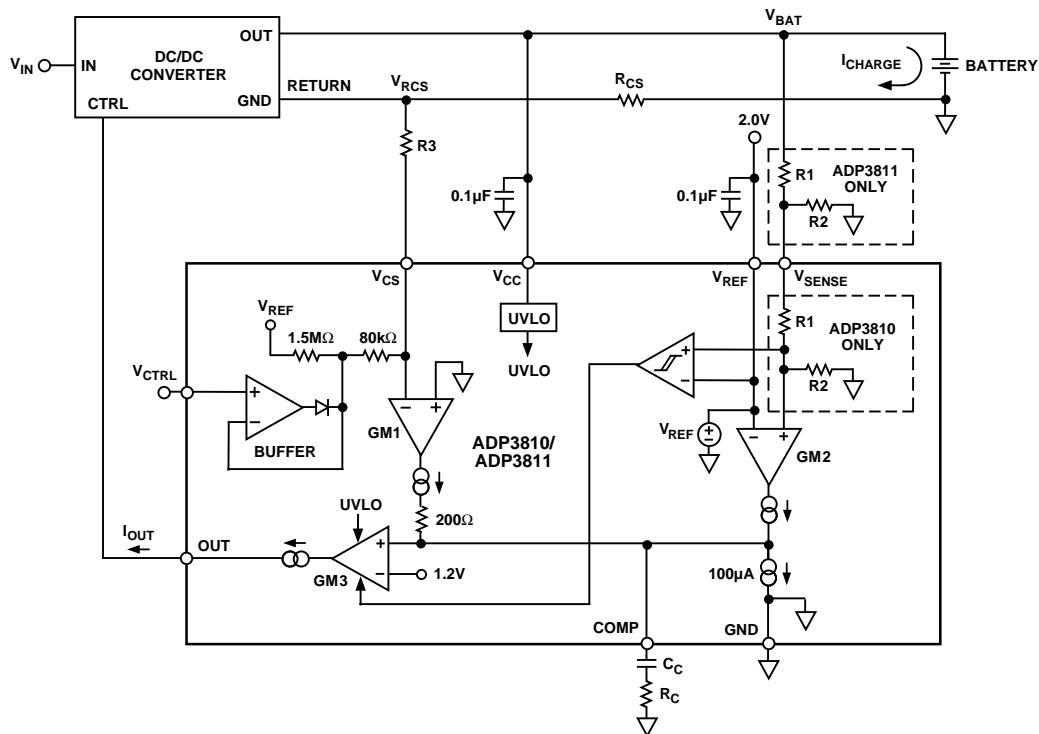 V_BAT
OUT
DC/DC
CONVERTER
V_IN
IN
I_CHARGE
BATTERY
RETURN
V_RCS
R_CS
CTRL
GND
2.0V
R3
R1
ADP3811
ONLY
0.1µF
0.1µF
R2
V_CS
V_CC
V_REF
V_SENSE
V_REF
1.5MΩ
80kΩ
UVLO
R1
ADP3810
ONLY
UVLO
R2
V_CTRL
+
–
+
–
–
+
+
–
BUFFER
GM1
ADP3810/
ADP3811
V_REF
–
+
GM2
UVLO
200Ω
I_OUT
OUT
+
–
1.2V
GM3
100µA
COMP
GND
C_C
R_C